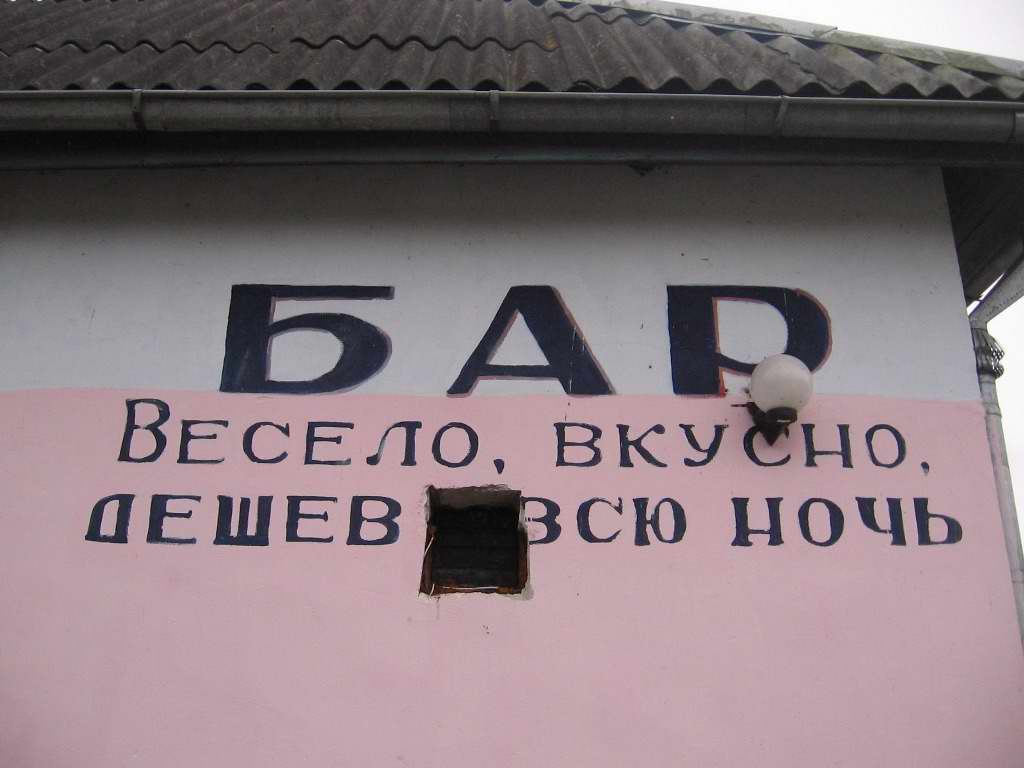 БАР
Весело, вкусно,
дешев всю ночь